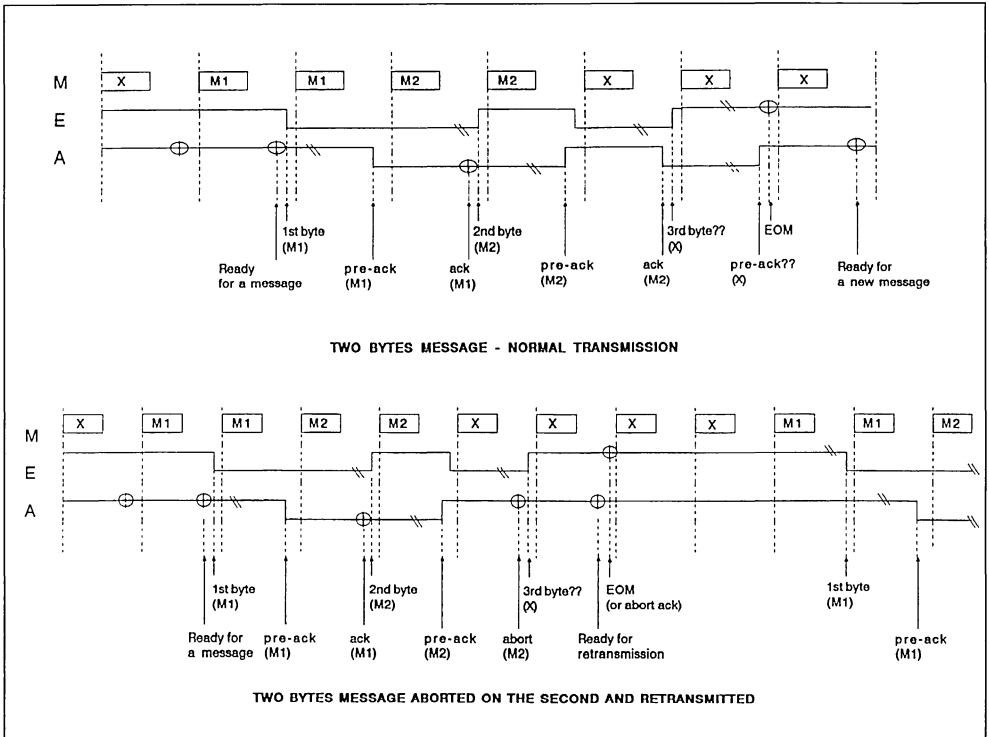 M X M1 M1 M2 M2 X X X
E
A
1st byte (M1)
2nd byte (M2)
3rd byte?? (X)
EOM
Ready for a message
pre-ack (M1)
ack (M1)
pre-ack (M2)
ack (M2)
pre-ack?? (X)
Ready for a new message
TWO BYTES MESSAGE - NORMAL TRANSMISSION
M X M1 M1 M2 M2 X X X X M1 M1 M2
E
A
1st byte (M1)
2nd byte (M2)
3rd byte?? (X)
EOM (or abort ack)
1st byte (M1)
Ready for a message
pre-ack (M1)
ack (M1)
pre-ack (M2)
abort (M2)
Ready for retransmission
pre-ack (M1)
TWO BYTES MESSAGE ABORTED ON THE SECOND AND RETRANSMITTED